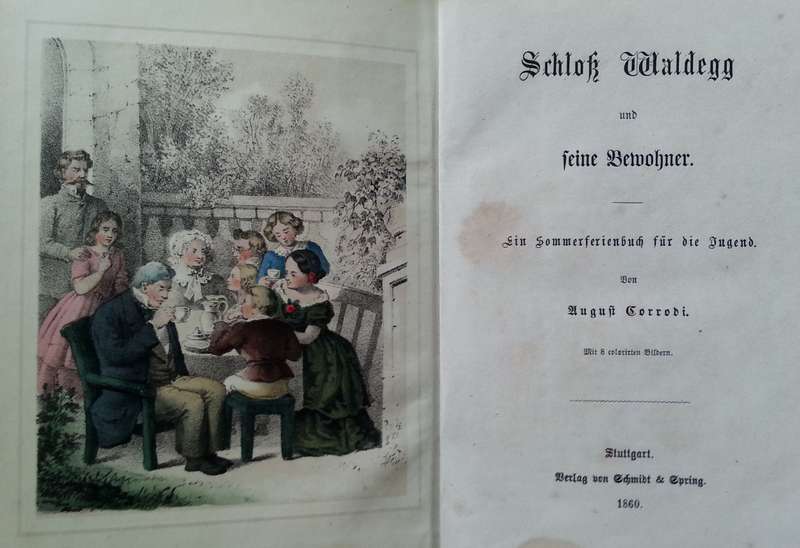 Schloß Waldegg
und
seine Bewohner.
Ein Sommerferienbuch für die Jugend.
Von
August Corrodi.
Mit 8 colorirten Bildern.
Stuttgart.
Verlag von Schmidt & Spring.
1860.